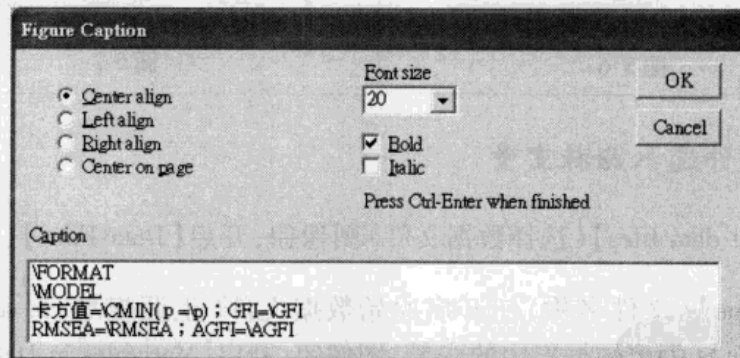 Figure Caption
Center align
Left align
Right align
Center on page
Font size
20
Bold
Italic
Press Ctrl-Enter when finished
OK
Cancel
Caption
\FORMAT
\MODEL
卡方值=\CMIN( p =\p)；GFI=\GFI
RMSEA=\RMSEA；AGFI=\AGFI